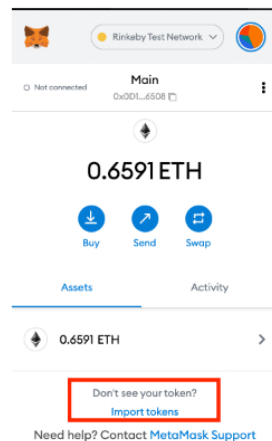 Rinkeby Test Network
Not connected
Main
0x0D1...6508
0.6591 ETH
Buy
Send
Swap
Assets
Activity
0.6591 ETH
Don't see your token?
Import tokens
Need help? Contact MetaMask Support